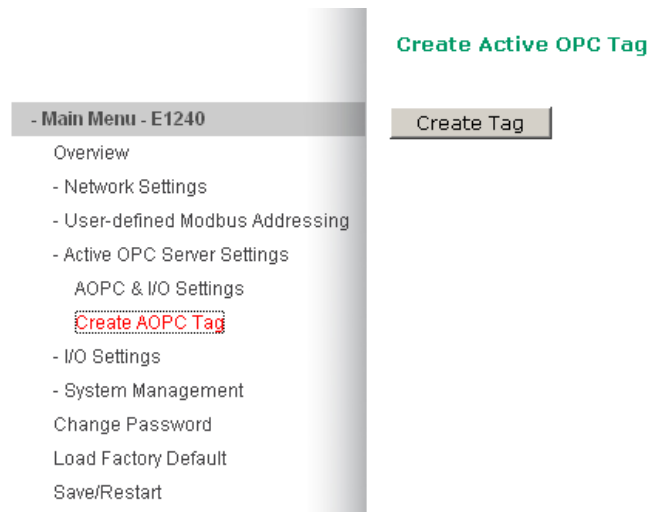 Create Active OPC Tag
- Main Menu - E1240
Create Tag
Overview
- Network Settings
- User-defined Modbus Addressing
- Active OPC Server Settings
AOPC & I/O Settings
Create AOPC Tag
- I/O Settings
- System Management
Change Password
Load Factory Default
Save/Restart